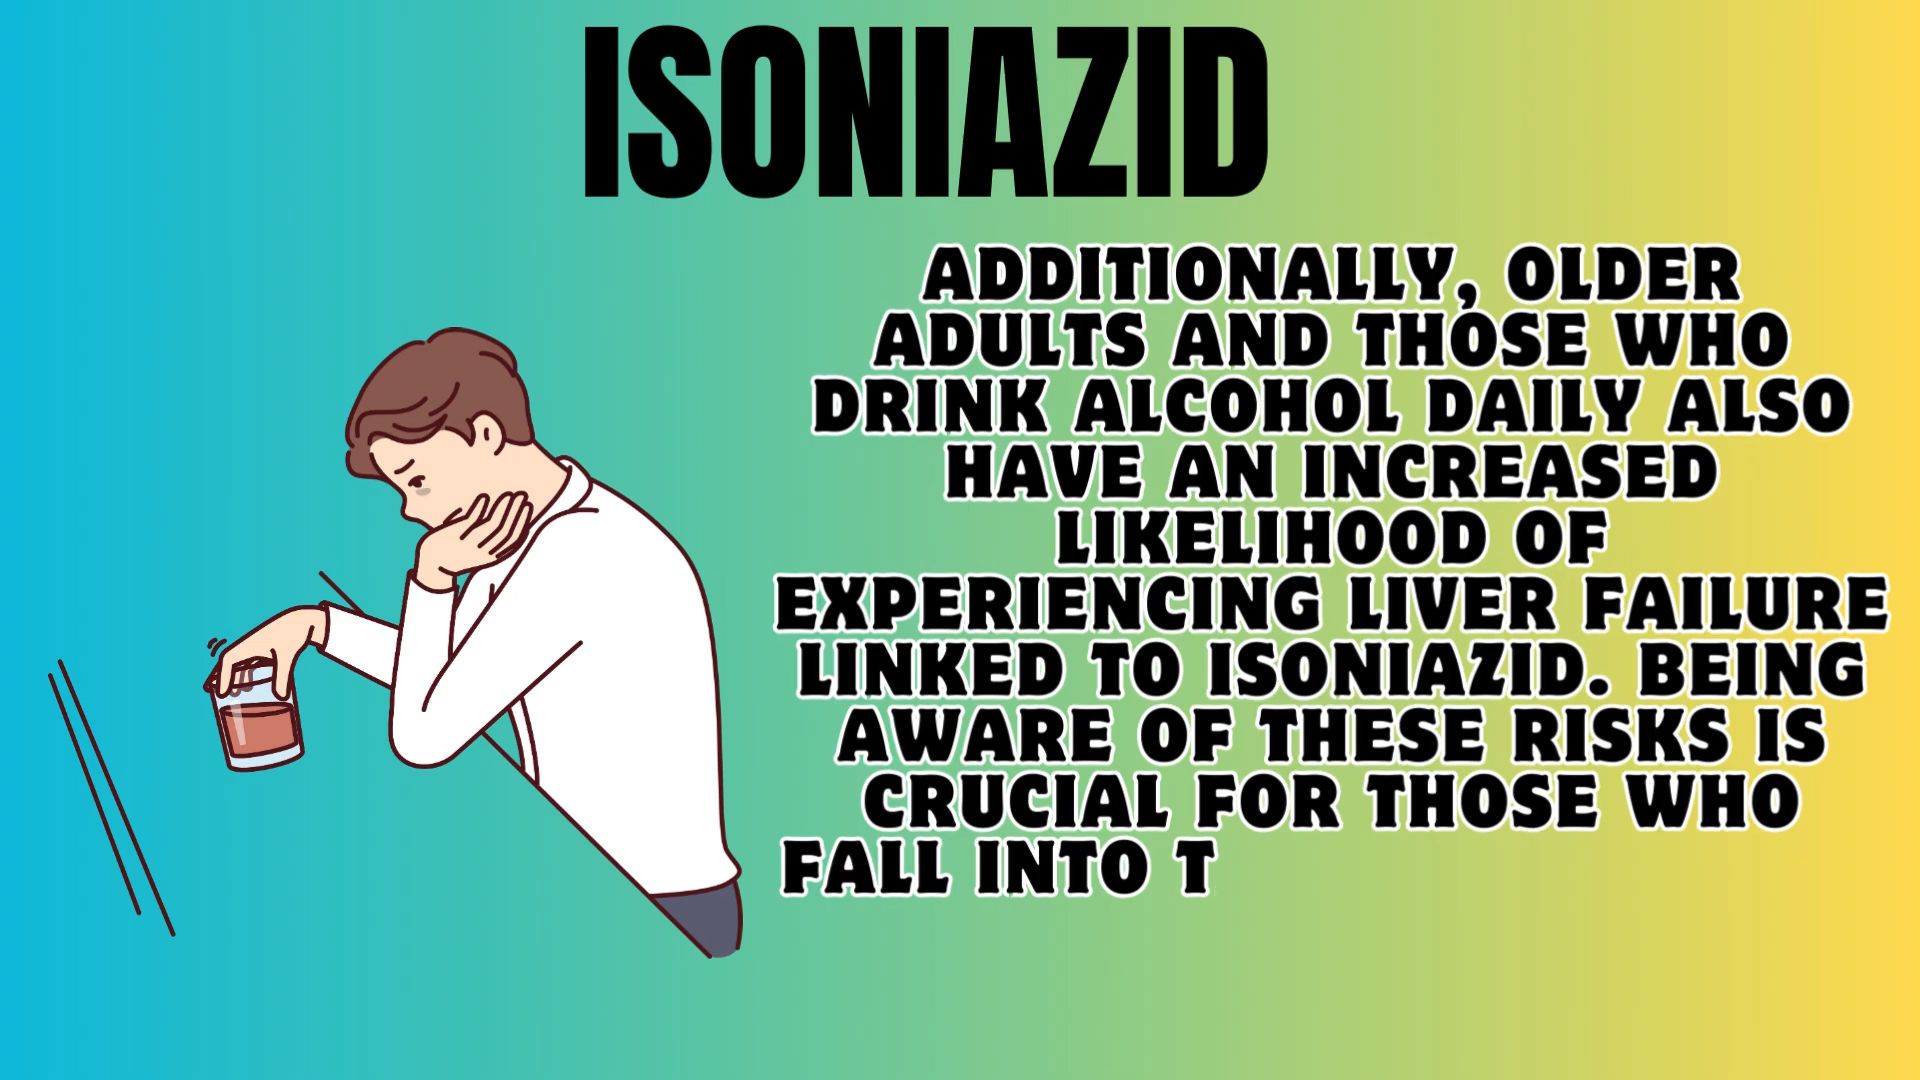 ISONIAZID
ADDITIONALLY, OLDER
ADULTS AND THOSE WHO
DRINK ALCOHOL DAILY ALSO
HAVE AN INCREASED
LIKELIHOOD OF
EXPERIENCING LIVER FAILURE
LINKED TO ISONIAZID. BEING
AWARE OF THESE RISKS IS
CRUCIAL FOR THOSE WHO
FALL INTO T